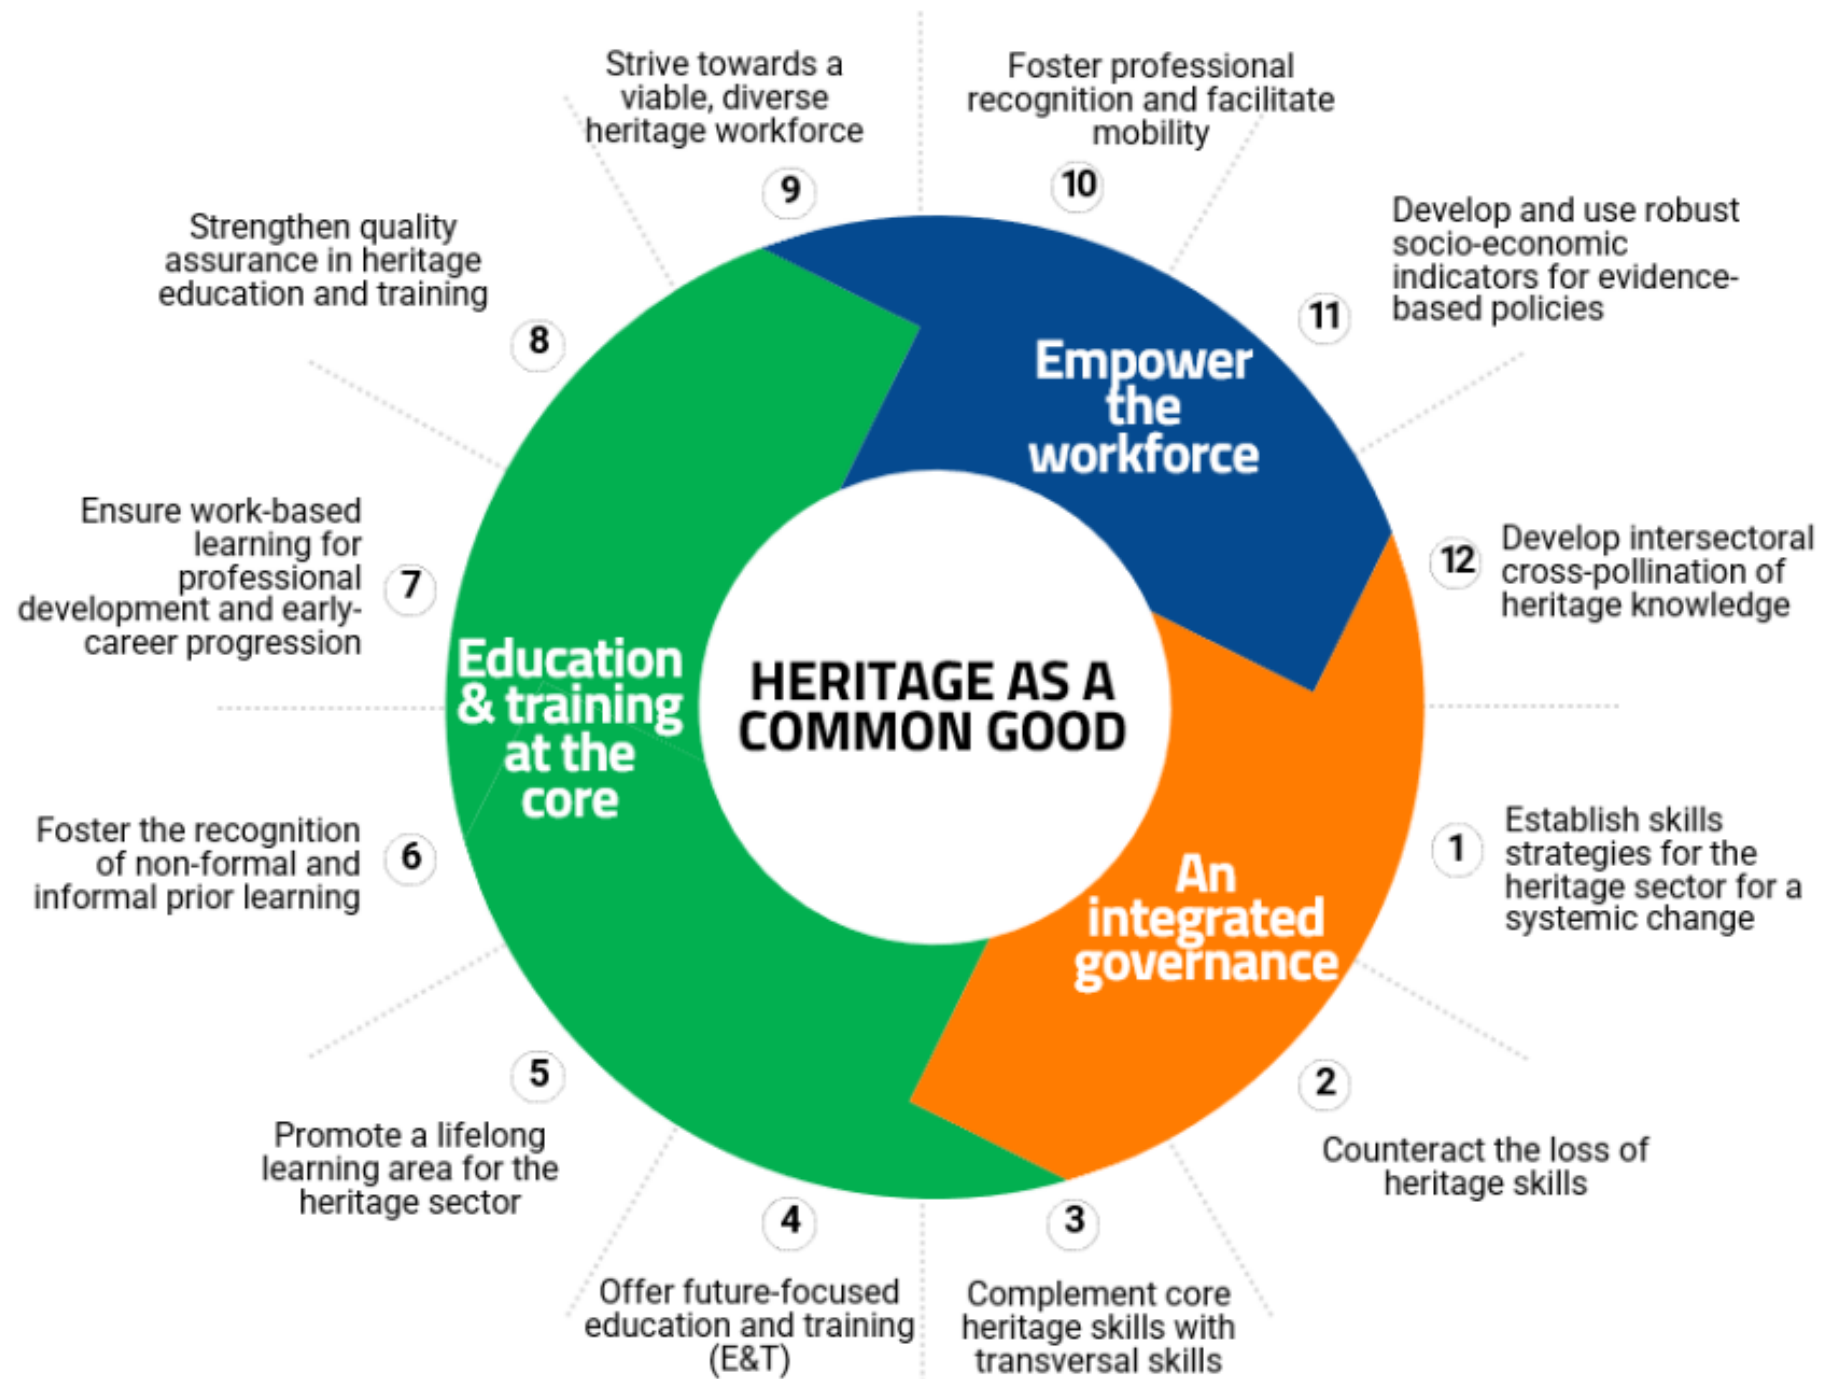 Strive towards a
viable, diverse
heritage workforce
9
Foster professional
recognition and facilitate
mobility
10
Develop and use robust
socio-economic
indicators for evidence-
based policies
11
Develop intersectoral
cross-pollination of
heritage knowledge
12
Establish skills
strategies for the
heritage sector for a
systemic change
1
Counteract the loss of
heritage skills
2
Complement core
heritage skills with
transversal skills
3
Offer future-focused
education and training
(E&T)
4
Promote a lifelong
learning area for the
heritage sector
5
Foster the recognition
of non-formal and
informal prior learning
6
Ensure work-based
learning for
professional
development and early-
career progression
7
Strengthen quality
assurance in heritage
education and training
8
Empower
the
workforce
An
integrated
governance
Education
& training
at the
core
HERITAGE AS A
COMMON GOOD